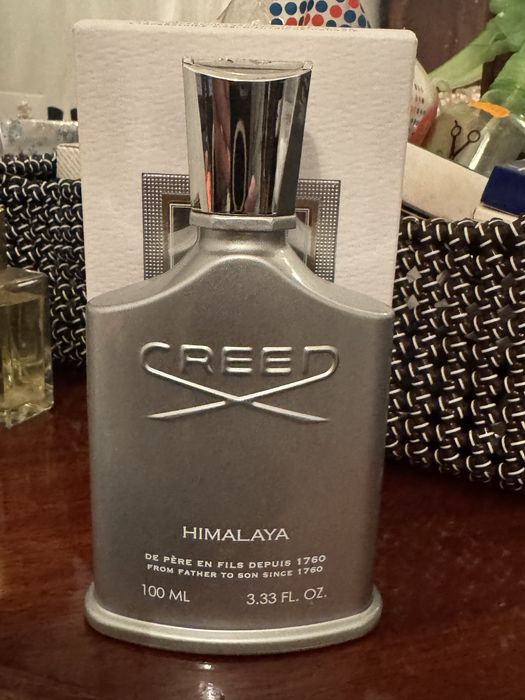 CREED
HIMALAYA
DE PÈRE EN FILS DEPUIS 1760
FROM FATHER TO SON SINCE 1760
100 ML 3.33 FL. OZ.